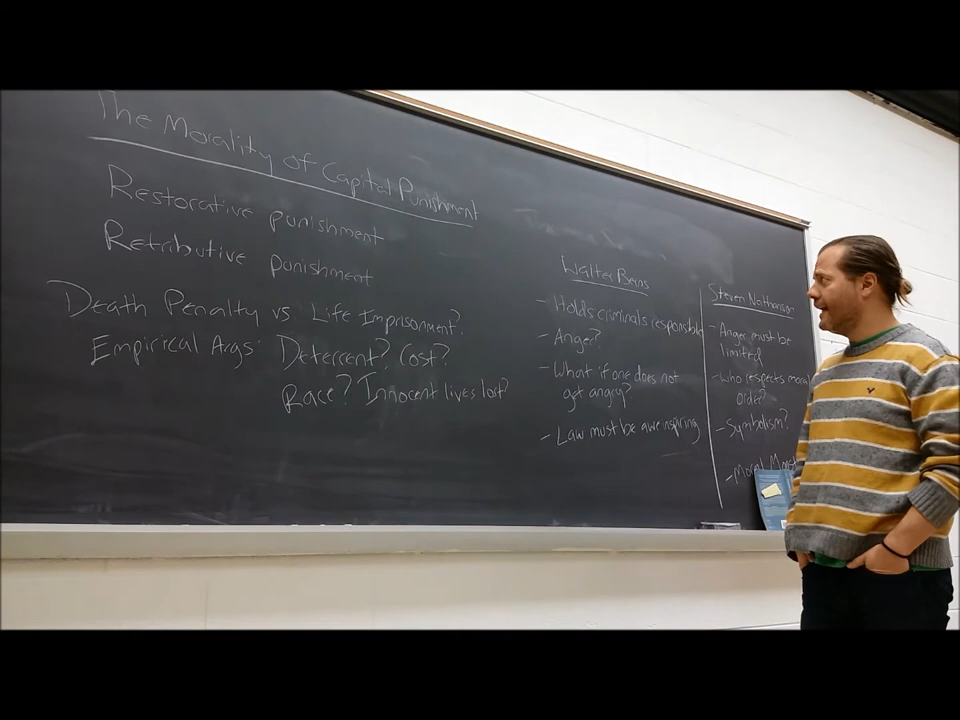 The Morality of Capital Punishment
Restorative punishment
Retributive punishment
Death Penalty vs Life Imprisonment?
Empirical Args: Deterrent? Cost?
Race? Innocent lives lost?
Walter Berns
- Holds criminals responsible
- Anger?
- What if one does not
get angry?
- Law must be awe inspiring
Steven Nathanson
- Anger must be
limited
- Who respects moral
order?
- Symbolism?
- Moral